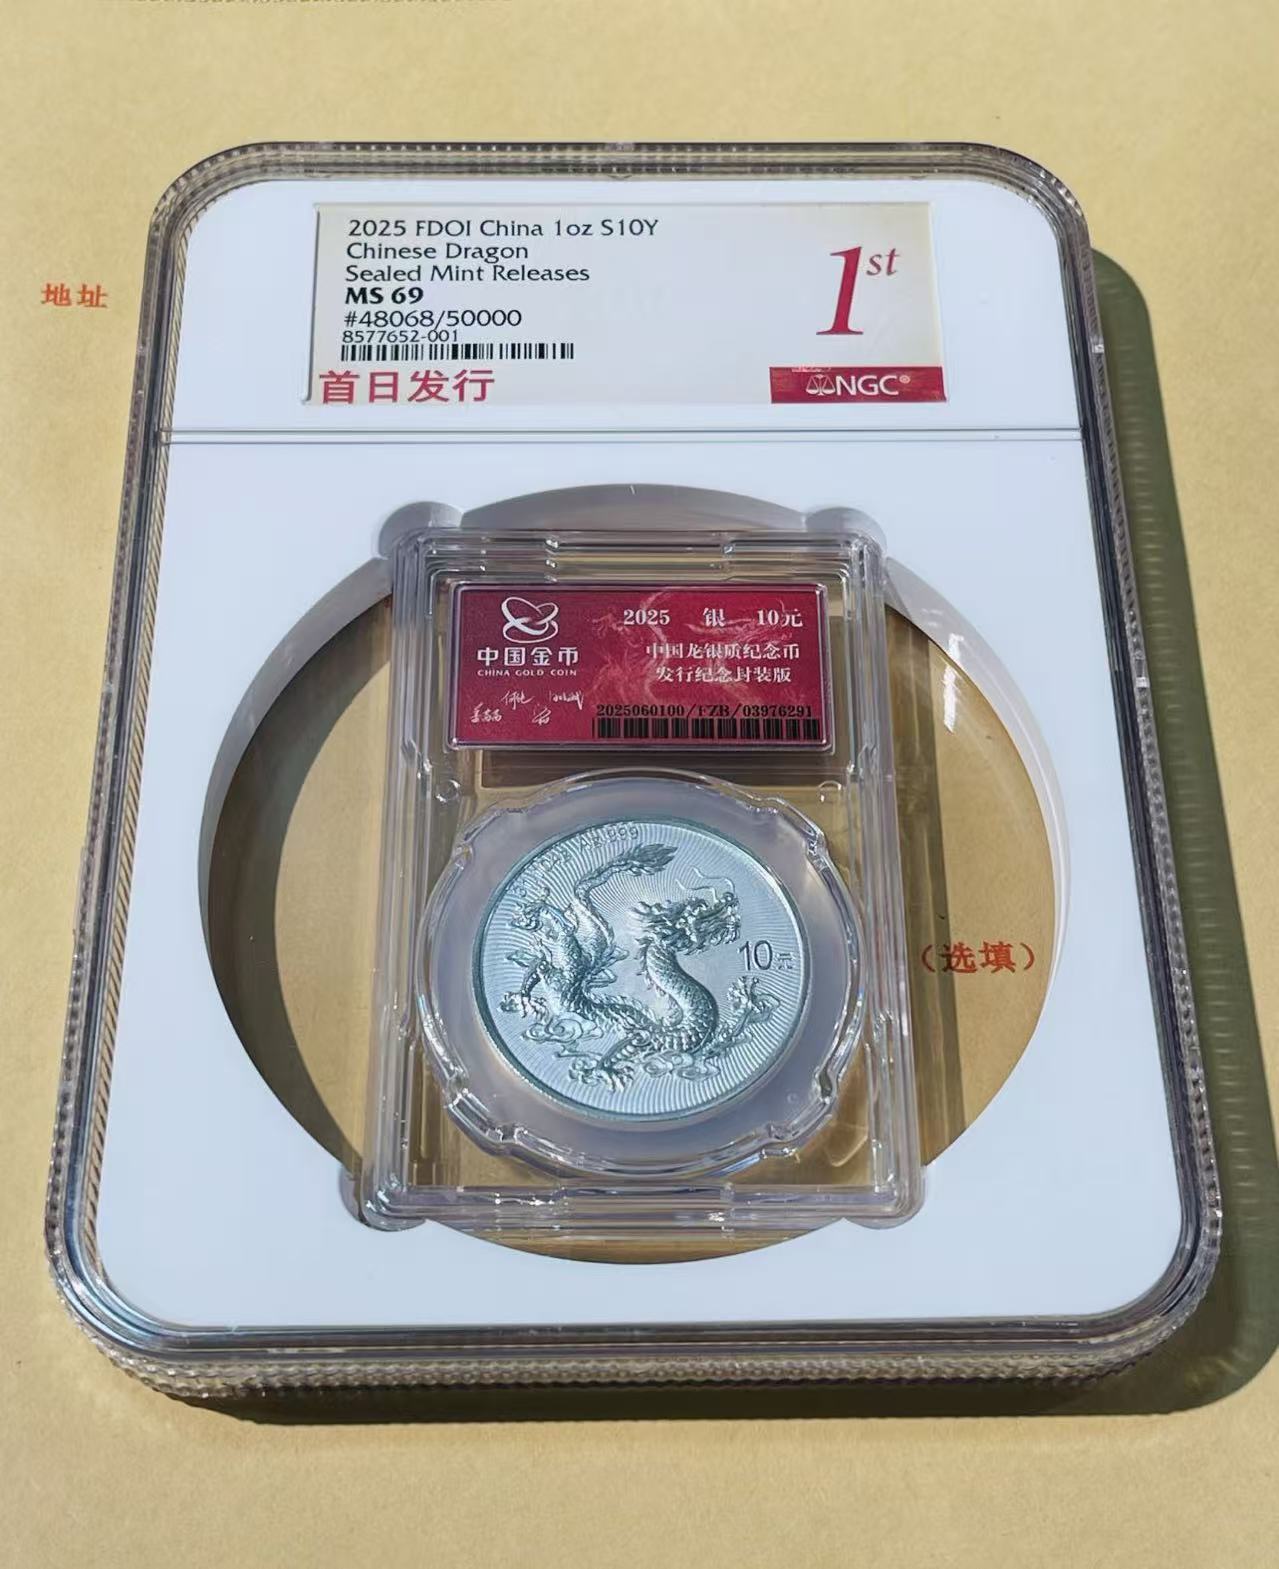 2025 FDOI China 1oz S10Y
Chinese Dragon
Sealed Mint Releases
MS 69
#48068/50000
8577652-001
首日发行
1st
NGC®
地址
中国金币
CHINA GOLD COIN
2025 银 10元
中国龙银质纪念币
发行纪念封装版
2025060100/FZB/03976291
Ag 999
10元
(选填)